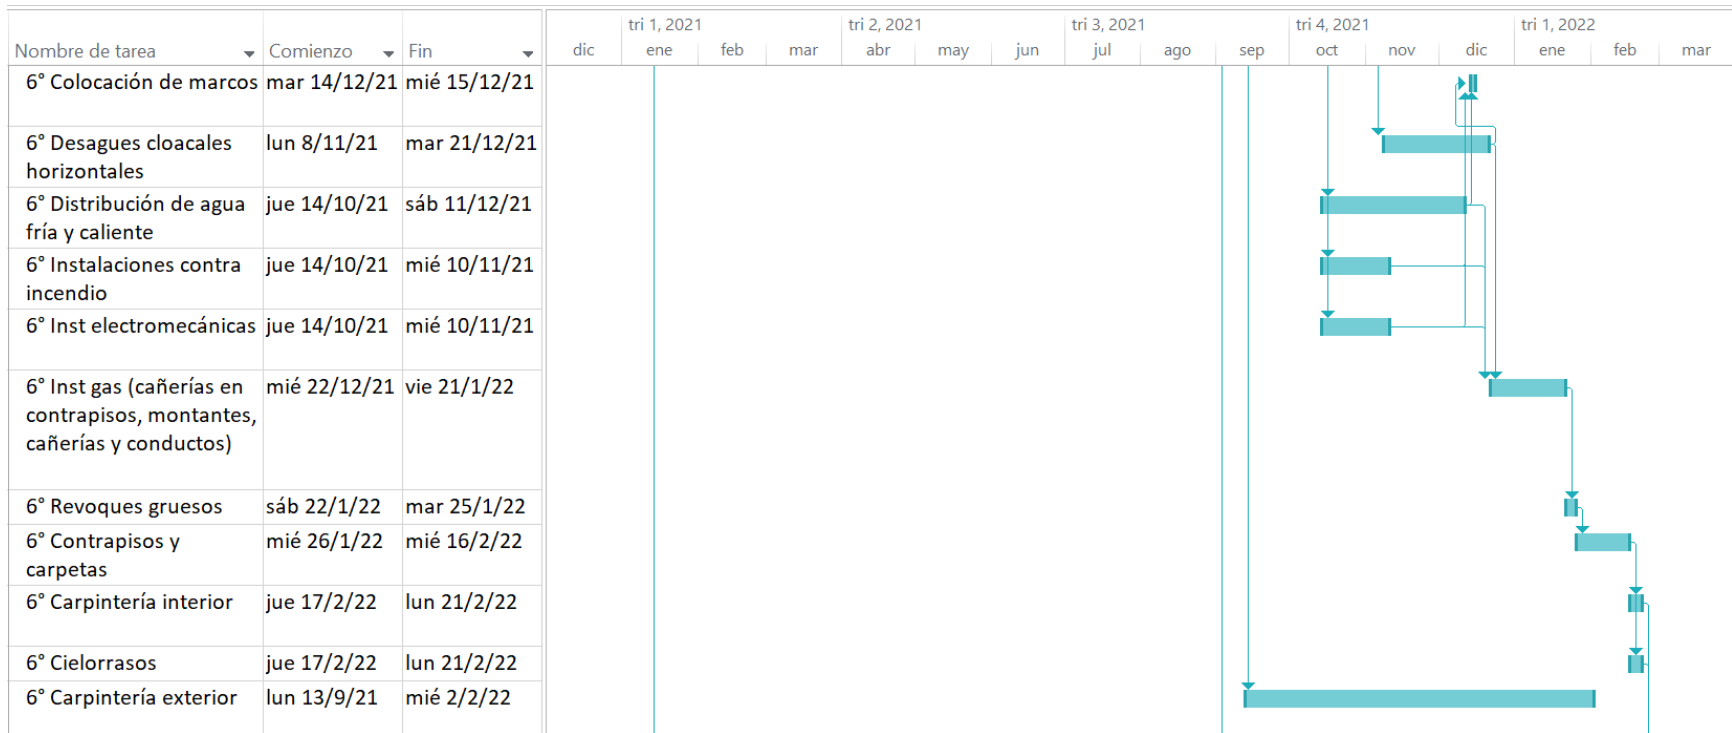 tri 1, 2021 tri 2, 2021 tri 3, 2021 tri 4, 2021 tri 1, 2022
Nombre de tarea Comienzo Fin dic ene feb mar abr may jun jul ago sep oct nov dic ene feb mar
6° Colocación de marcos mar 14/12/21 mié 15/12/21
6° Desagues cloacales lun 8/11/21 mar 21/12/21
horizontales
6° Distribución de agua jue 14/10/21 sáb 11/12/21
fría y caliente
6° Instalaciones contra jue 14/10/21 mié 10/11/21
incendio
6° Inst electromecánicas jue 14/10/21 mié 10/11/21
6° Inst gas (cañerías en mié 22/12/21 vie 21/1/22
contrapisos, montantes,
cañerías y conductos)
6° Revoques gruesos sáb 22/1/22 mar 25/1/22
6° Contrapisos y mié 26/1/22 mié 16/2/22
carpetas
6° Carpintería interior jue 17/2/22 lun 21/2/22
6° Cielorrasos jue 17/2/22 lun 21/2/22
6° Carpintería exterior lun 13/9/21 mié 2/2/22